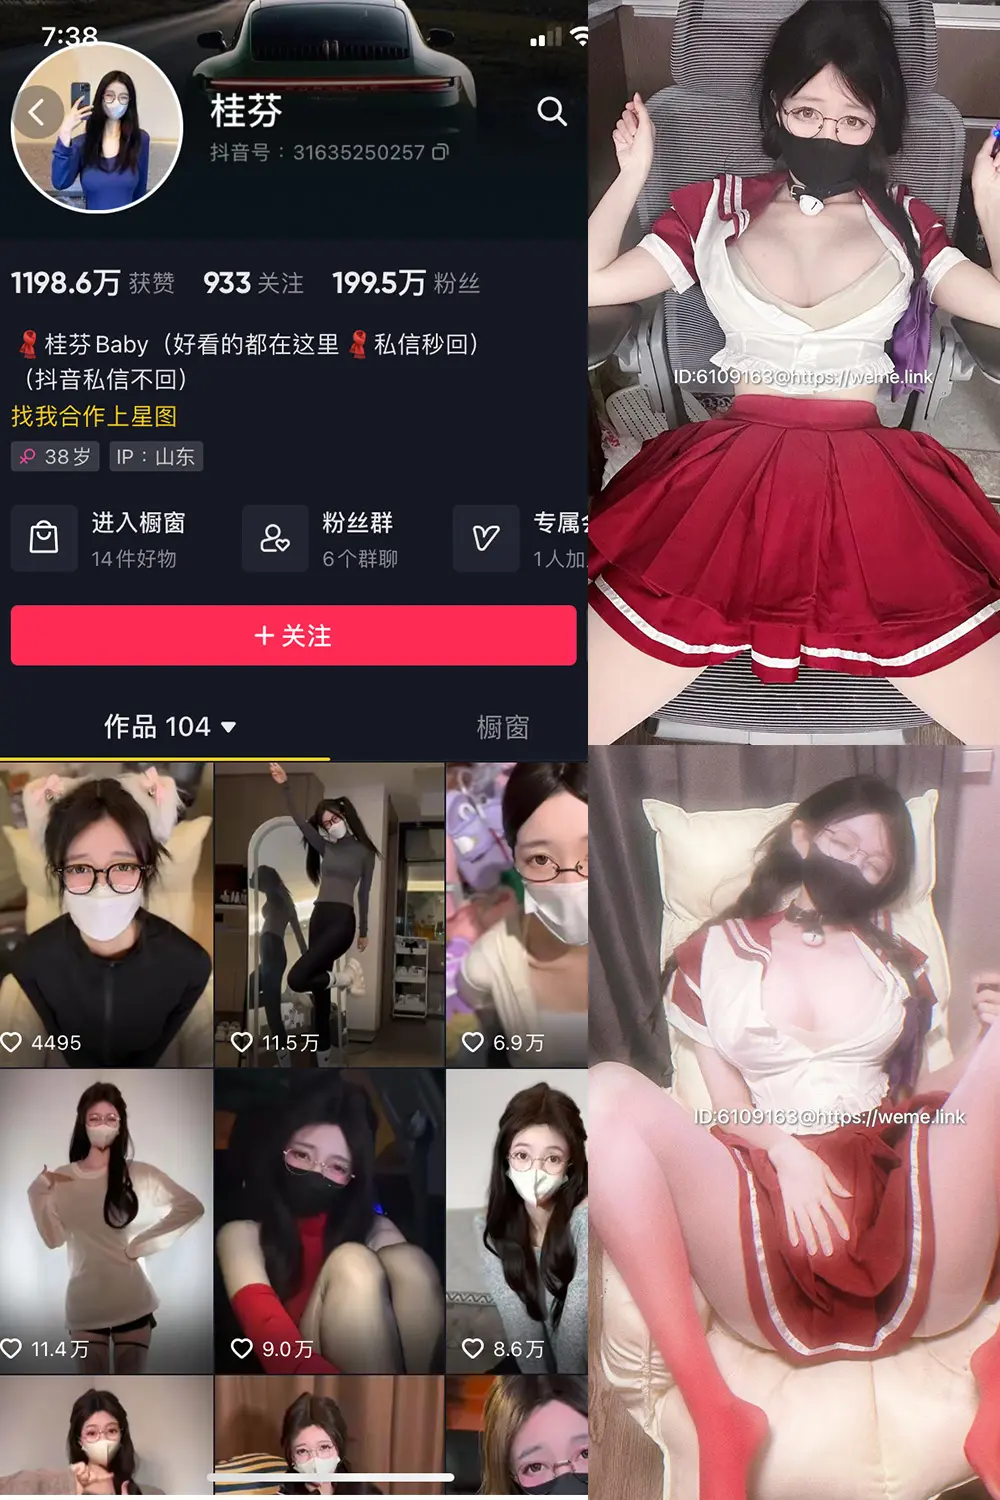 7:38
桂芬
抖音号：31635250257
1198.6万 获赞 933 关注 199.5万 粉丝
桂芬Baby（好看的都在这里 私信秒回）
（抖音私信不回）
找我合作上星图
♀ 38岁 IP：山东
进入橱窗 粉丝群 专属
14件好物 6个群聊 1人加
+ 关注
作品 104 橱窗
4495 11.5万 6.9万
11.4万 9.0万 8.6万
ID:6109163@https://weme.link
ID:6109163@https://weme.link